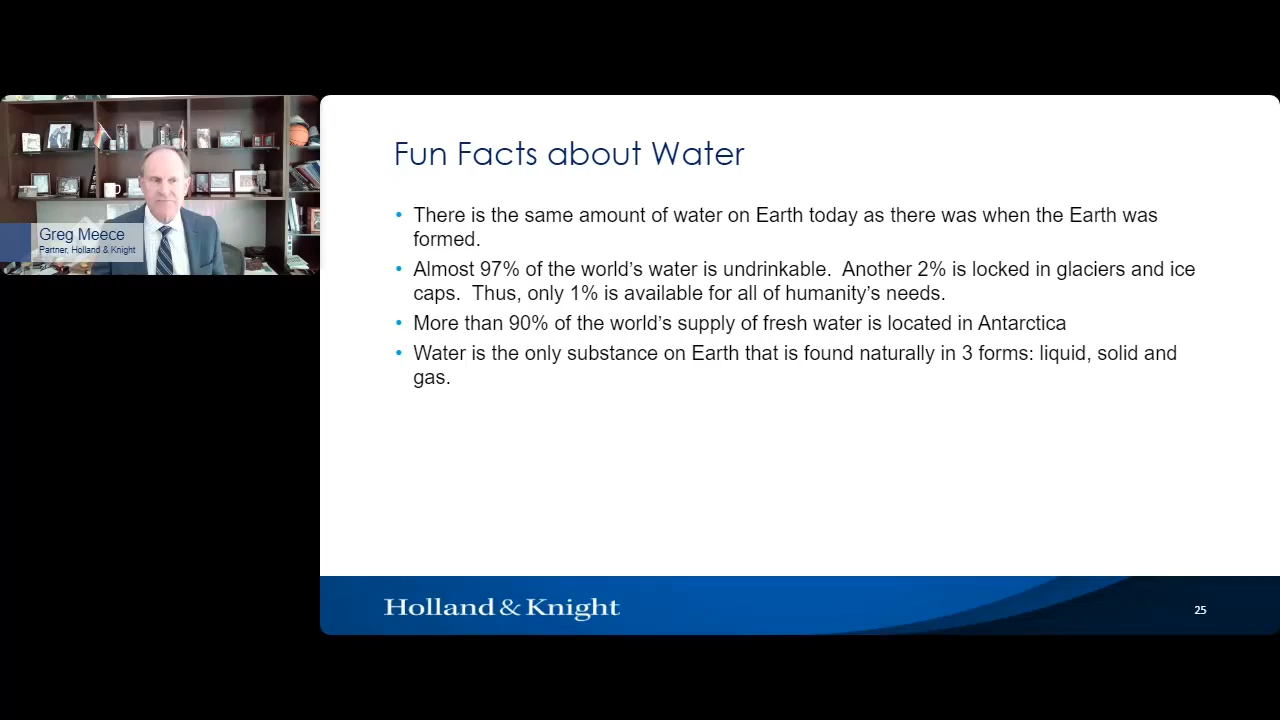 Greg Meece
Partner, Holland & Knight
Fun Facts about Water
• There is the same amount of water on Earth today as there was when the Earth was
formed.
• Almost 97% of the world’s water is undrinkable.  Another 2% is locked in glaciers and ice
caps.  Thus, only 1% is available for all of humanity’s needs.
• More than 90% of the world’s supply of fresh water is located in Antarctica
• Water is the only substance on Earth that is found naturally in 3 forms: liquid, solid and
gas.
Holland & Knight
25